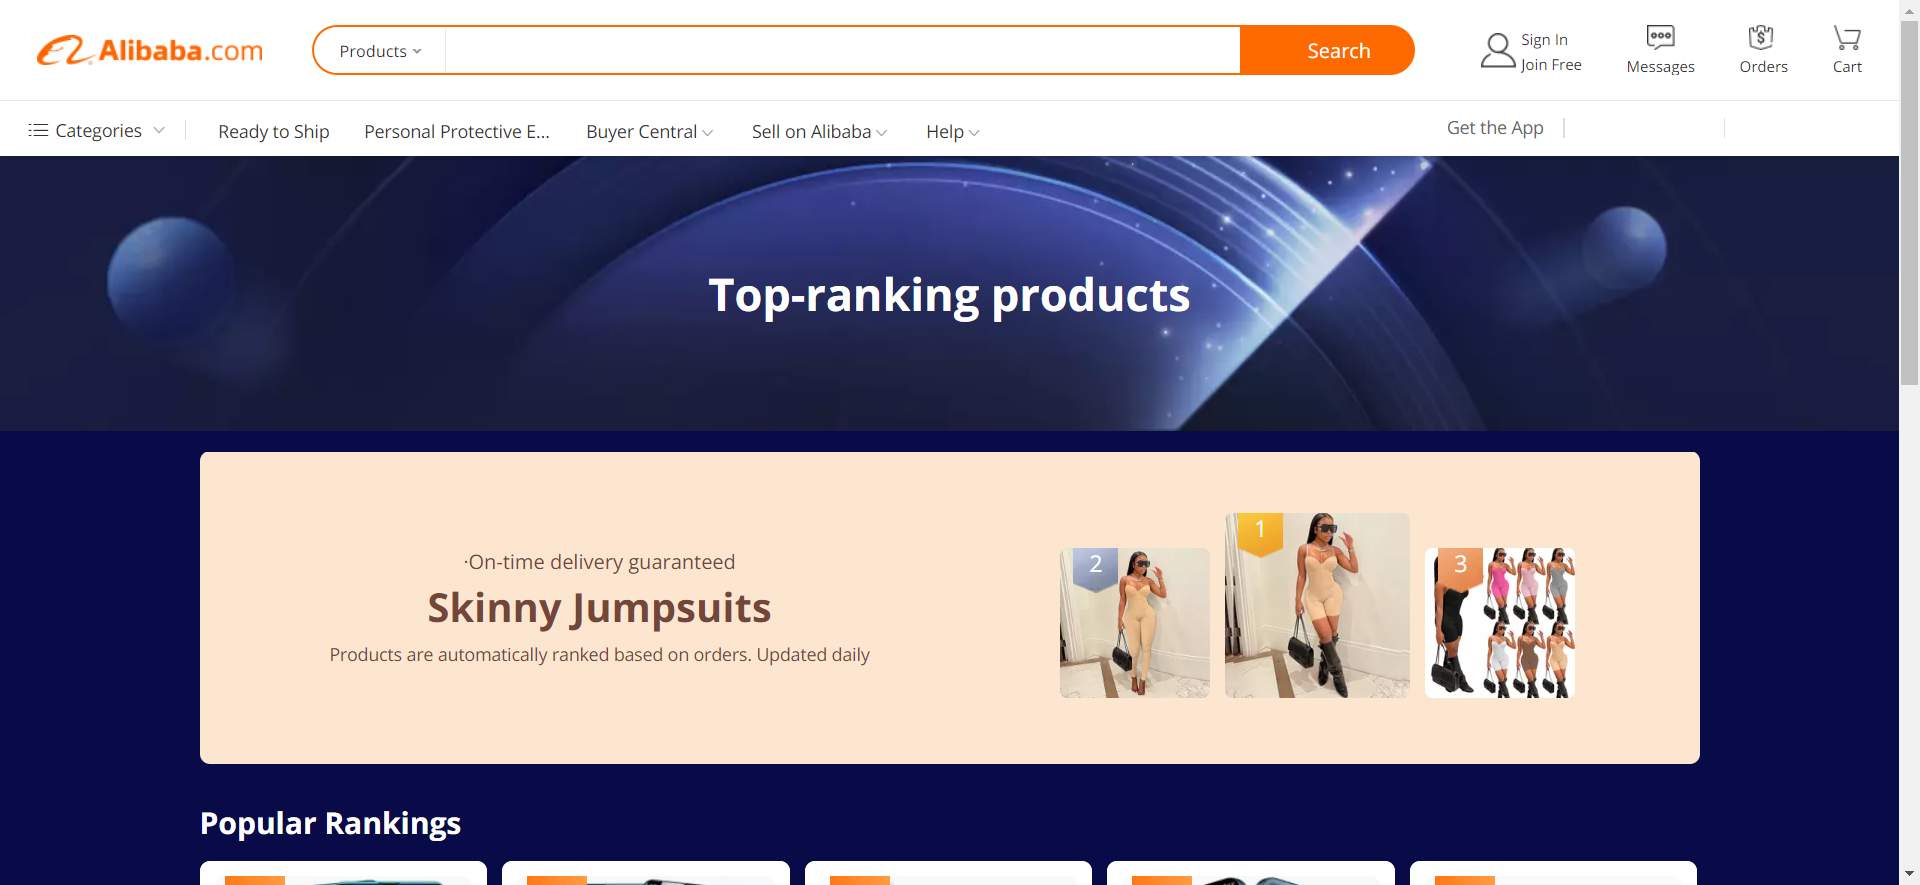 Alibaba.com
Products
Search
Sign In
Join Free
Messages
Orders
Cart
Categories
Ready to Ship
Personal Protective E...
Buyer Central
Sell on Alibaba
Help
Get the App
Top-ranking products
·On-time delivery guaranteed
Skinny Jumpsuits
Products are automatically ranked based on orders. Updated daily
2
1
3
Popular Rankings